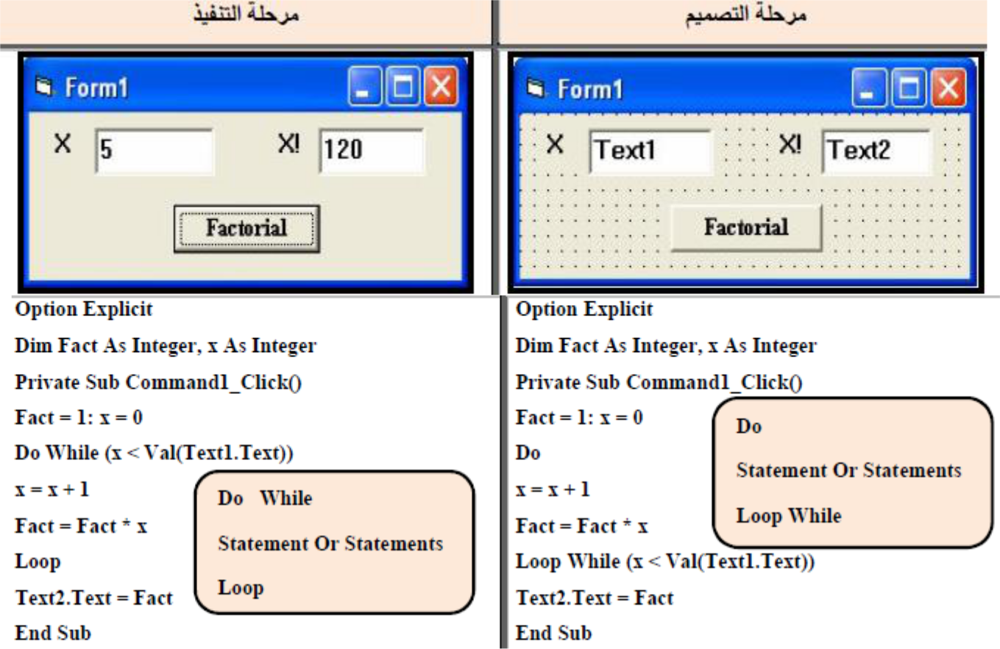 مرحلة التصميم
مرحلة التنفيذ
Form1
X 5 X! 120
Factorial
Form1
X Text1 X! Text2
Factorial
Option Explicit
Dim Fact As Integer, x As Integer
Private Sub Command1_Click()
Fact = 1: x = 0
Do While (x < Val(Text1.Text))
x = x + 1
Fact = Fact * x
Loop
Text2.Text = Fact
End Sub
Do While
Statement Or Statements
Loop
Option Explicit
Dim Fact As Integer, x As Integer
Private Sub Command1_Click()
Fact = 1: x = 0
Do
x = x + 1
Fact = Fact * x
Loop While (x < Val(Text1.Text))
Text2.Text = Fact
End Sub
Do
Statement Or Statements
Loop While